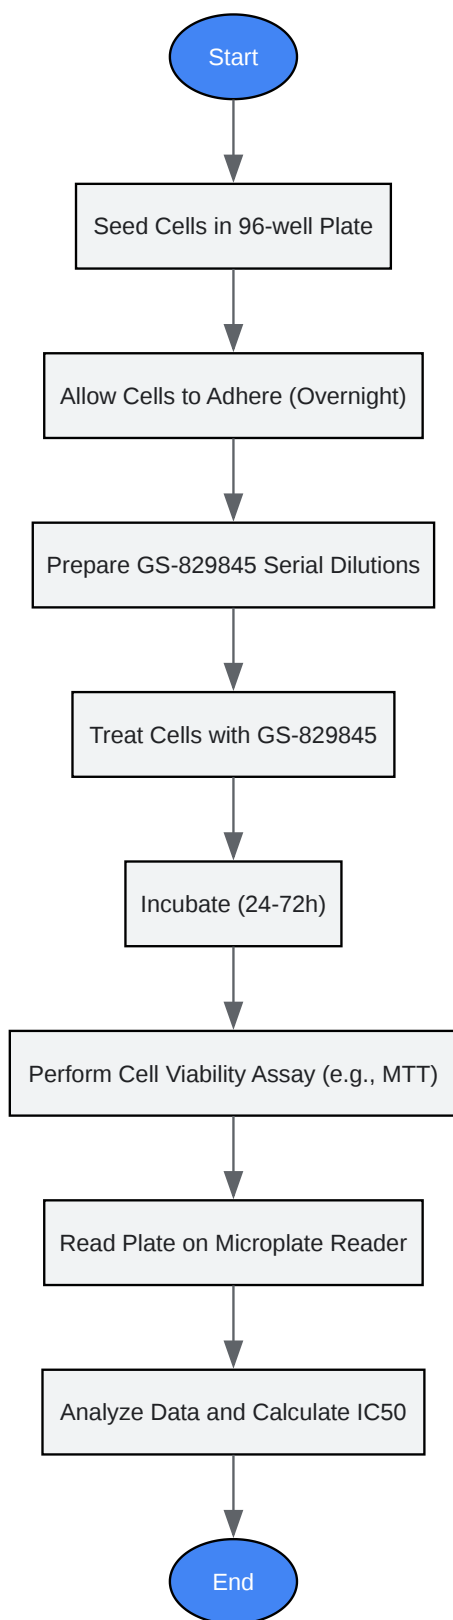 Start
Seed Cells in 96-well Plate
Allow Cells to Adhere (Overnight)
Prepare GS-829845 Serial Dilutions
Treat Cells with GS-829845
Incubate (24-72h)
Perform Cell Viability Assay (e.g., MTT)
Read Plate on Microplate Reader
Analyze Data and Calculate IC50
End